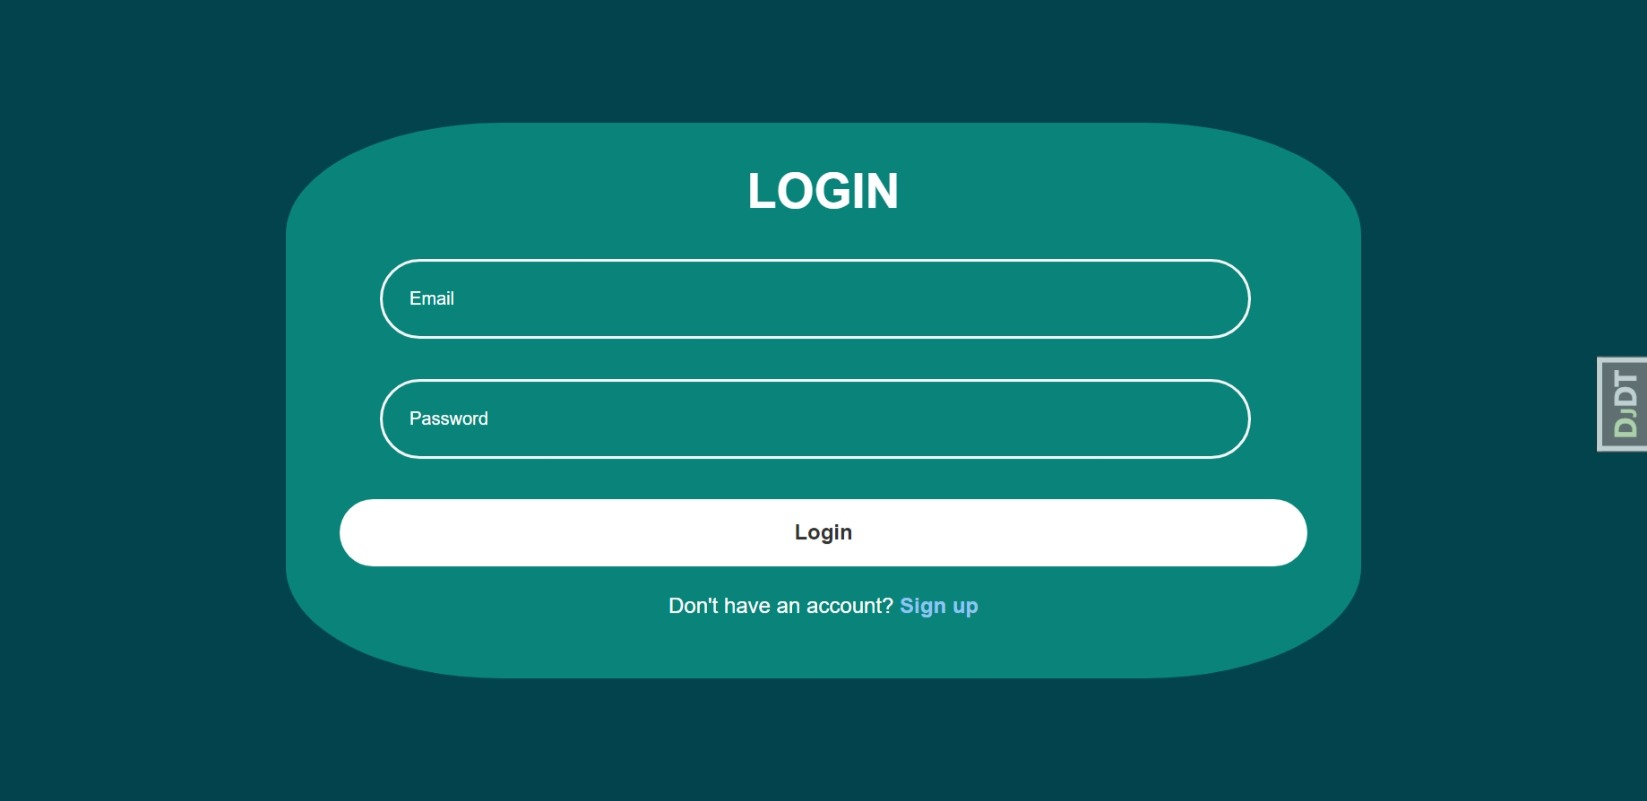 LOGIN
Email
Password
Login
Don't have an account? Sign up
DJDT